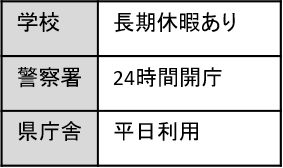 学校 長期休暇あり
警察署 24時間開庁
県庁舎 平日利用